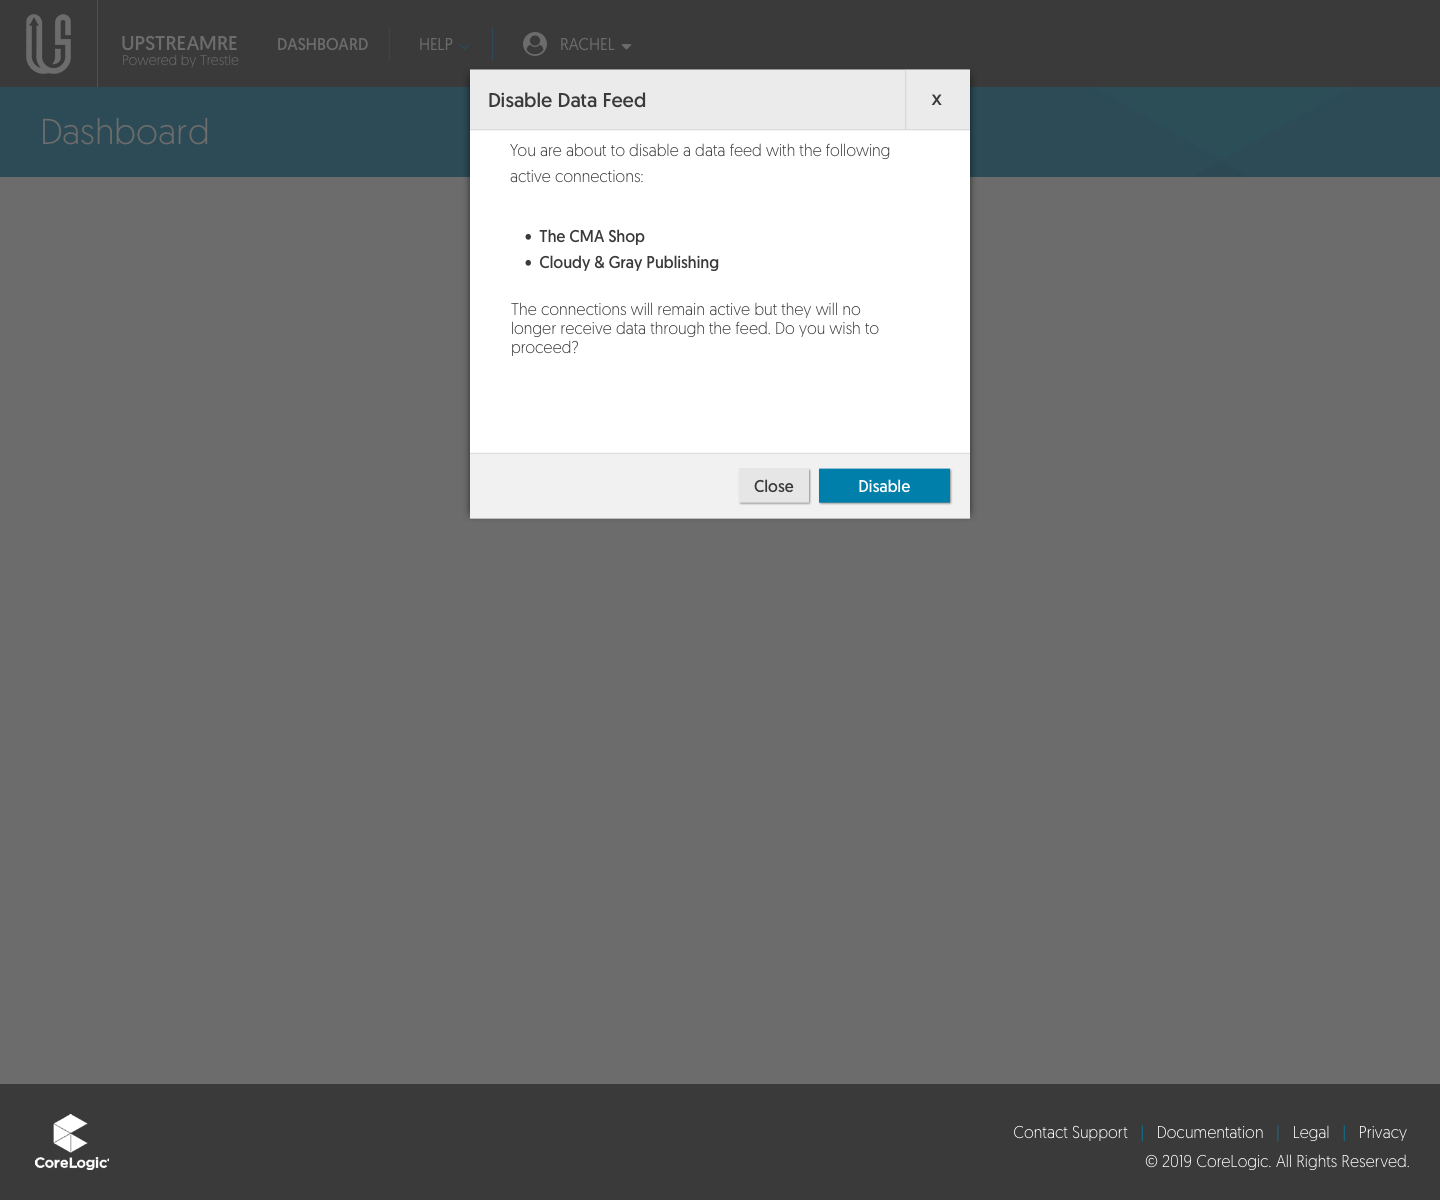 UPSTREAMRE
Powered by Trestle
DASHBOARD
HELP
RACHEL
Dashboard
Disable Data Feed
X
You are about to disable a data feed with the following
active connections:
• The CMA Shop
• Cloudy & Gray Publishing
The connections will remain active but they will no
longer receive data through the feed. Do you wish to
proceed?
Close
Disable
CoreLogic
Contact Support | Documentation | Legal | Privacy
© 2019 CoreLogic. All Rights Reserved.